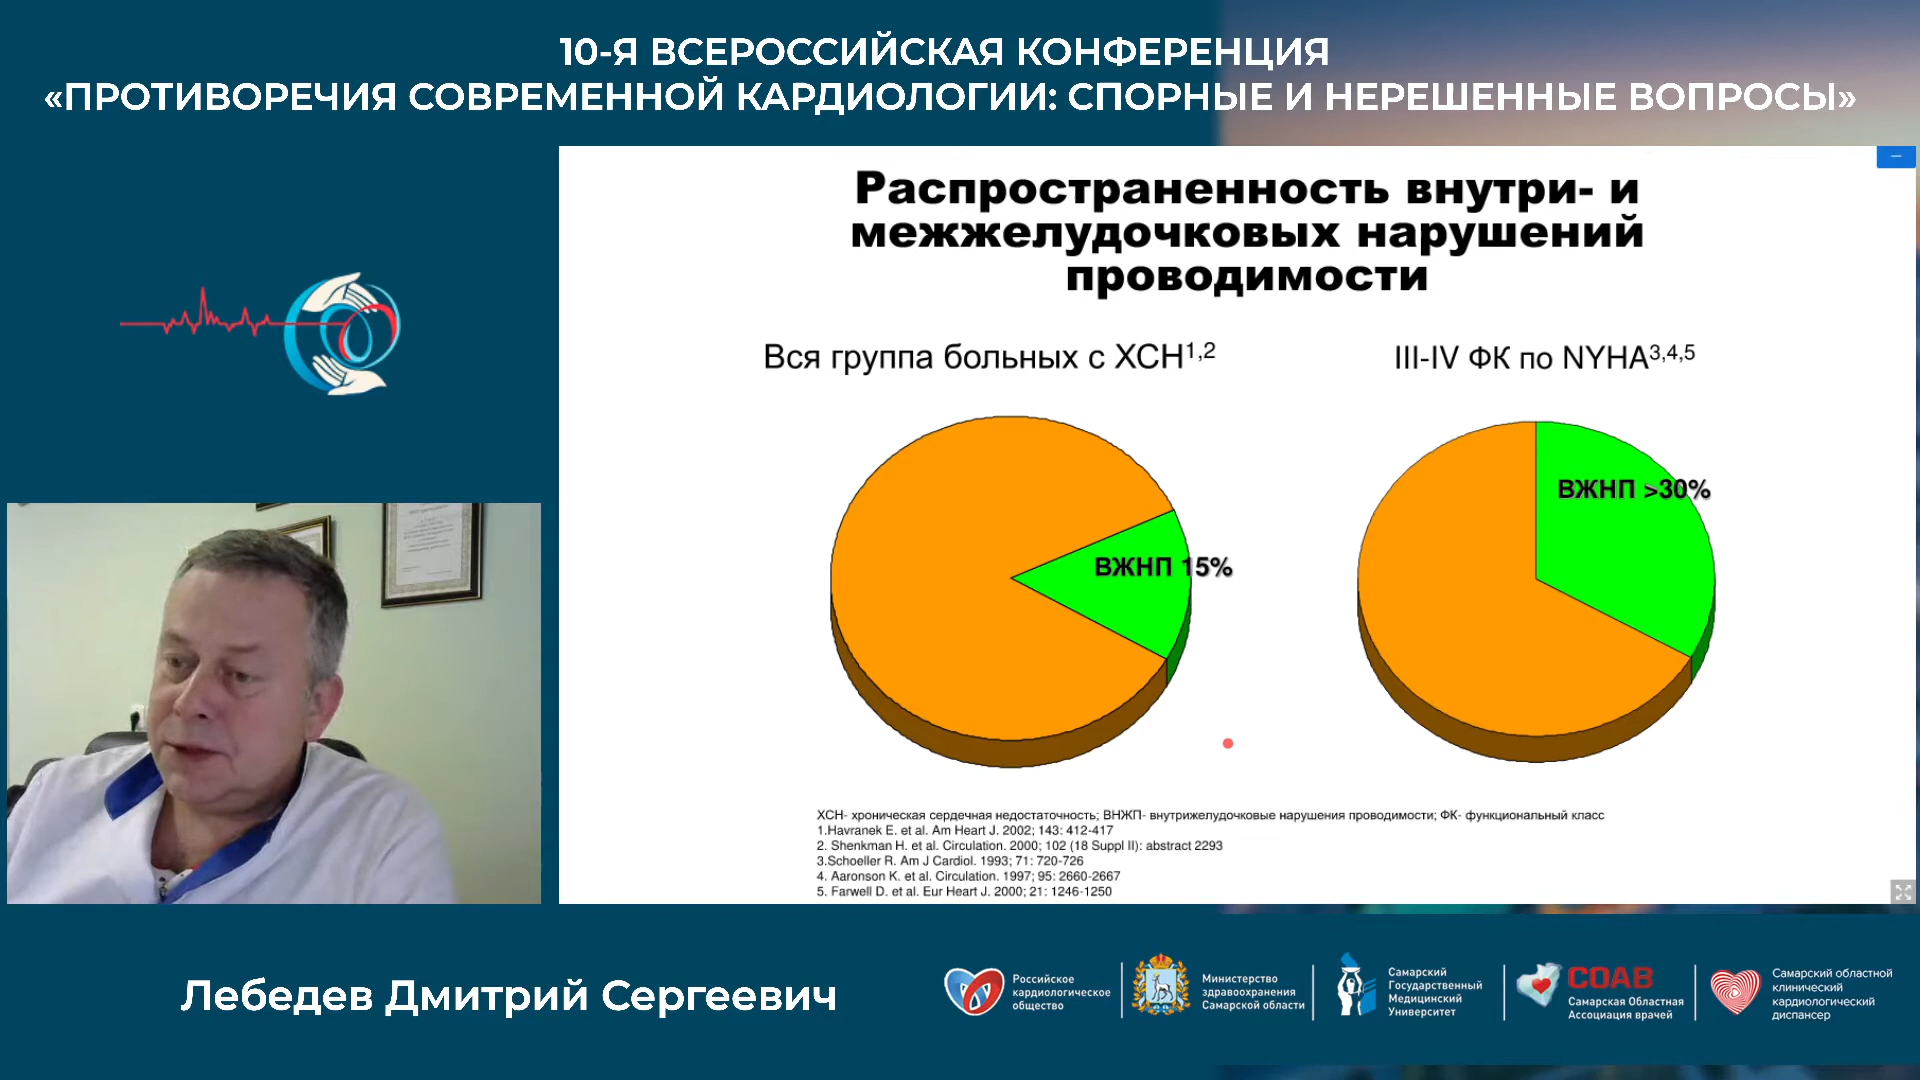 10-Я ВСЕРОССИЙСКАЯ КОНФЕРЕНЦИЯ
«ПРОТИВОРЕЧИЯ СОВРЕМЕННОЙ КАРДИОЛОГИИ: СПОРНЫЕ И НЕРЕШЕННЫЕ ВОПРОСЫ»
Распространенность внутри- и
межжелудочковых нарушений
проводимости
Вся группа больных с ХСН1,2
III-IV ФК по NYHA3,4,5
ВЖНП 15%
ВЖНП >30%
ХСН- хроническая сердечная недостаточность; ВНЖП- внутрижелудочковые нарушения проводимости; ФК- функциональный класс
1.Havranek E. et al. Am Heart J. 2002; 143: 412-417
2. Shenkman H. et al. Circulation. 2000; 102 (18 Suppl II): abstract 2293
3.Schoeller R. Am J Cardiol. 1993; 71: 720-726
4. Aaronson K. et al. Circulation. 1997; 95: 2660-2667
5. Farwell D. et al. Eur Heart J. 2000; 21: 1246-1250
Лебедев Дмитрий Сергеевич
Российское
кардиологическое
общество
Министерство
здравоохранения
Самарской области
Самарский
Государственный
Медицинский
Университет
СОАВ
Самарская Областная
Ассоциация врачей
Самарский областной
клинический
кардиологический
диспансер